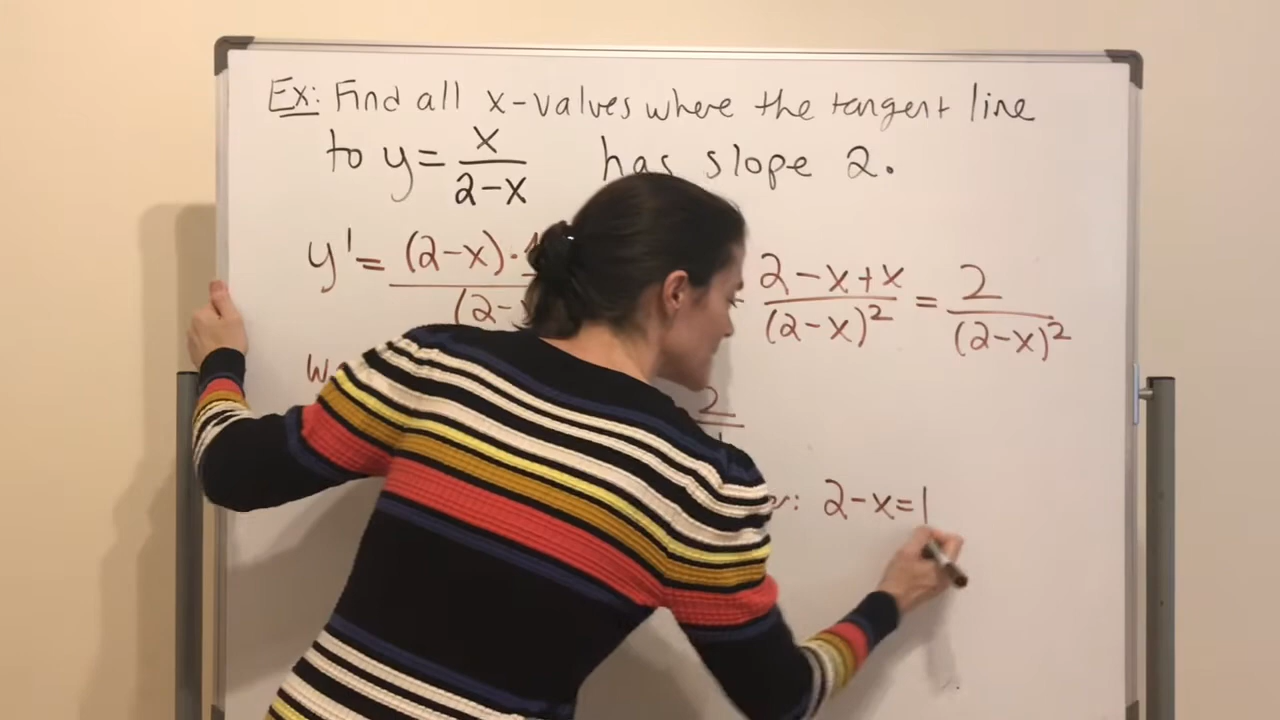 Ex: Find all x-values where the tangent line
to y = x/(2-x) has slope 2.
y' = (2-x)· (2- 2-x+x/(2-x)² = 2/(2-x)²
2
: 2-x=1